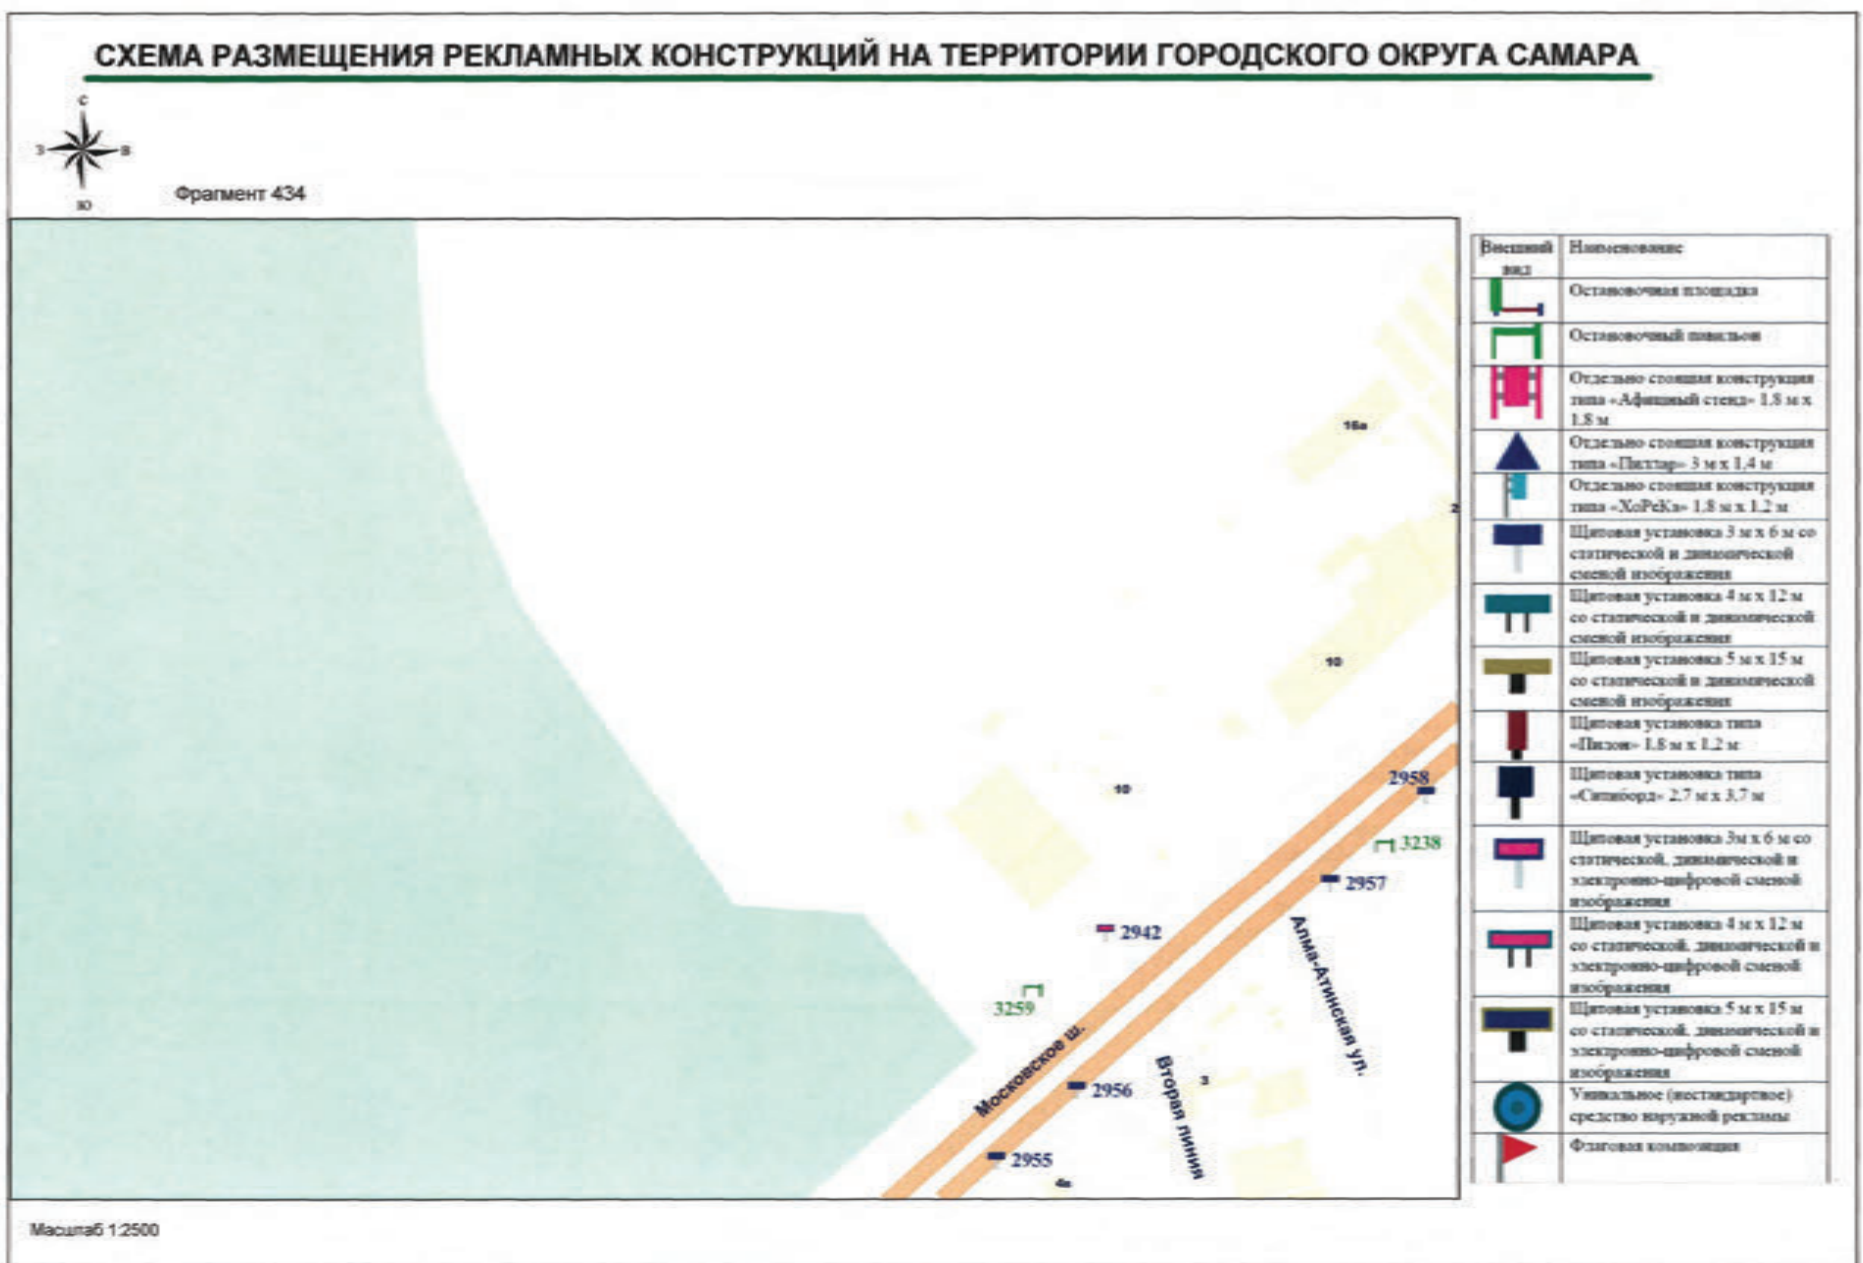 СХЕМА РАЗМЕЩЕНИЯ РЕКЛАМНЫХ КОНСТРУКЦИЙ НА ТЕРРИТОРИИ ГОРОДСКОГО ОКРУГА САМАРА
С
З
В
Ю
Фрагмент 434
16а
2
10
10
2958
3238
2957
2942
3259
Алма-Атинская ул.
Московское ш.
2956
Вторая линия
3
2955
4а
Внешний
вид
Наименование
Остановочная площадка
Остановочный павильон
Отдельно стоящая конструкция
типа «Афишный стенд» 1,8 м х
1,8 м
Отдельно стоящая конструкция
типа «Пиллар» 3 м х 1,4 м
Отдельно стоящая конструкция
типа «ХоРеКа» 1,8 м х 1,2 м
Щитовая установка 3 м х 6 м со
статической и динамической
сменой изображения
Щитовая установка 4 м х 12 м
со статической и динамической
сменой изображения
Щитовая установка 5 м х 15 м
со статической и динамической
сменой изображения
Щитовая установка типа
«Пилон» 1,8 м х 1,2 м
Щитовая установка типа
«Ситиборд» 2,7 м х 3,7 м
Щитовая установка 3м х 6 м со
статической, динамической и
электронно-цифровой сменой
изображения
Щитовая установка 4 м х 12 м
со статической, динамической и
электронно-цифровой сменой
изображения
Щитовая установка 5 м х 15 м
со статической, динамической и
электронно-цифровой сменой
изображения
Уникальное (нестандартное)
средство наружной рекламы
Флаговая композиция
Масштаб 1:2500